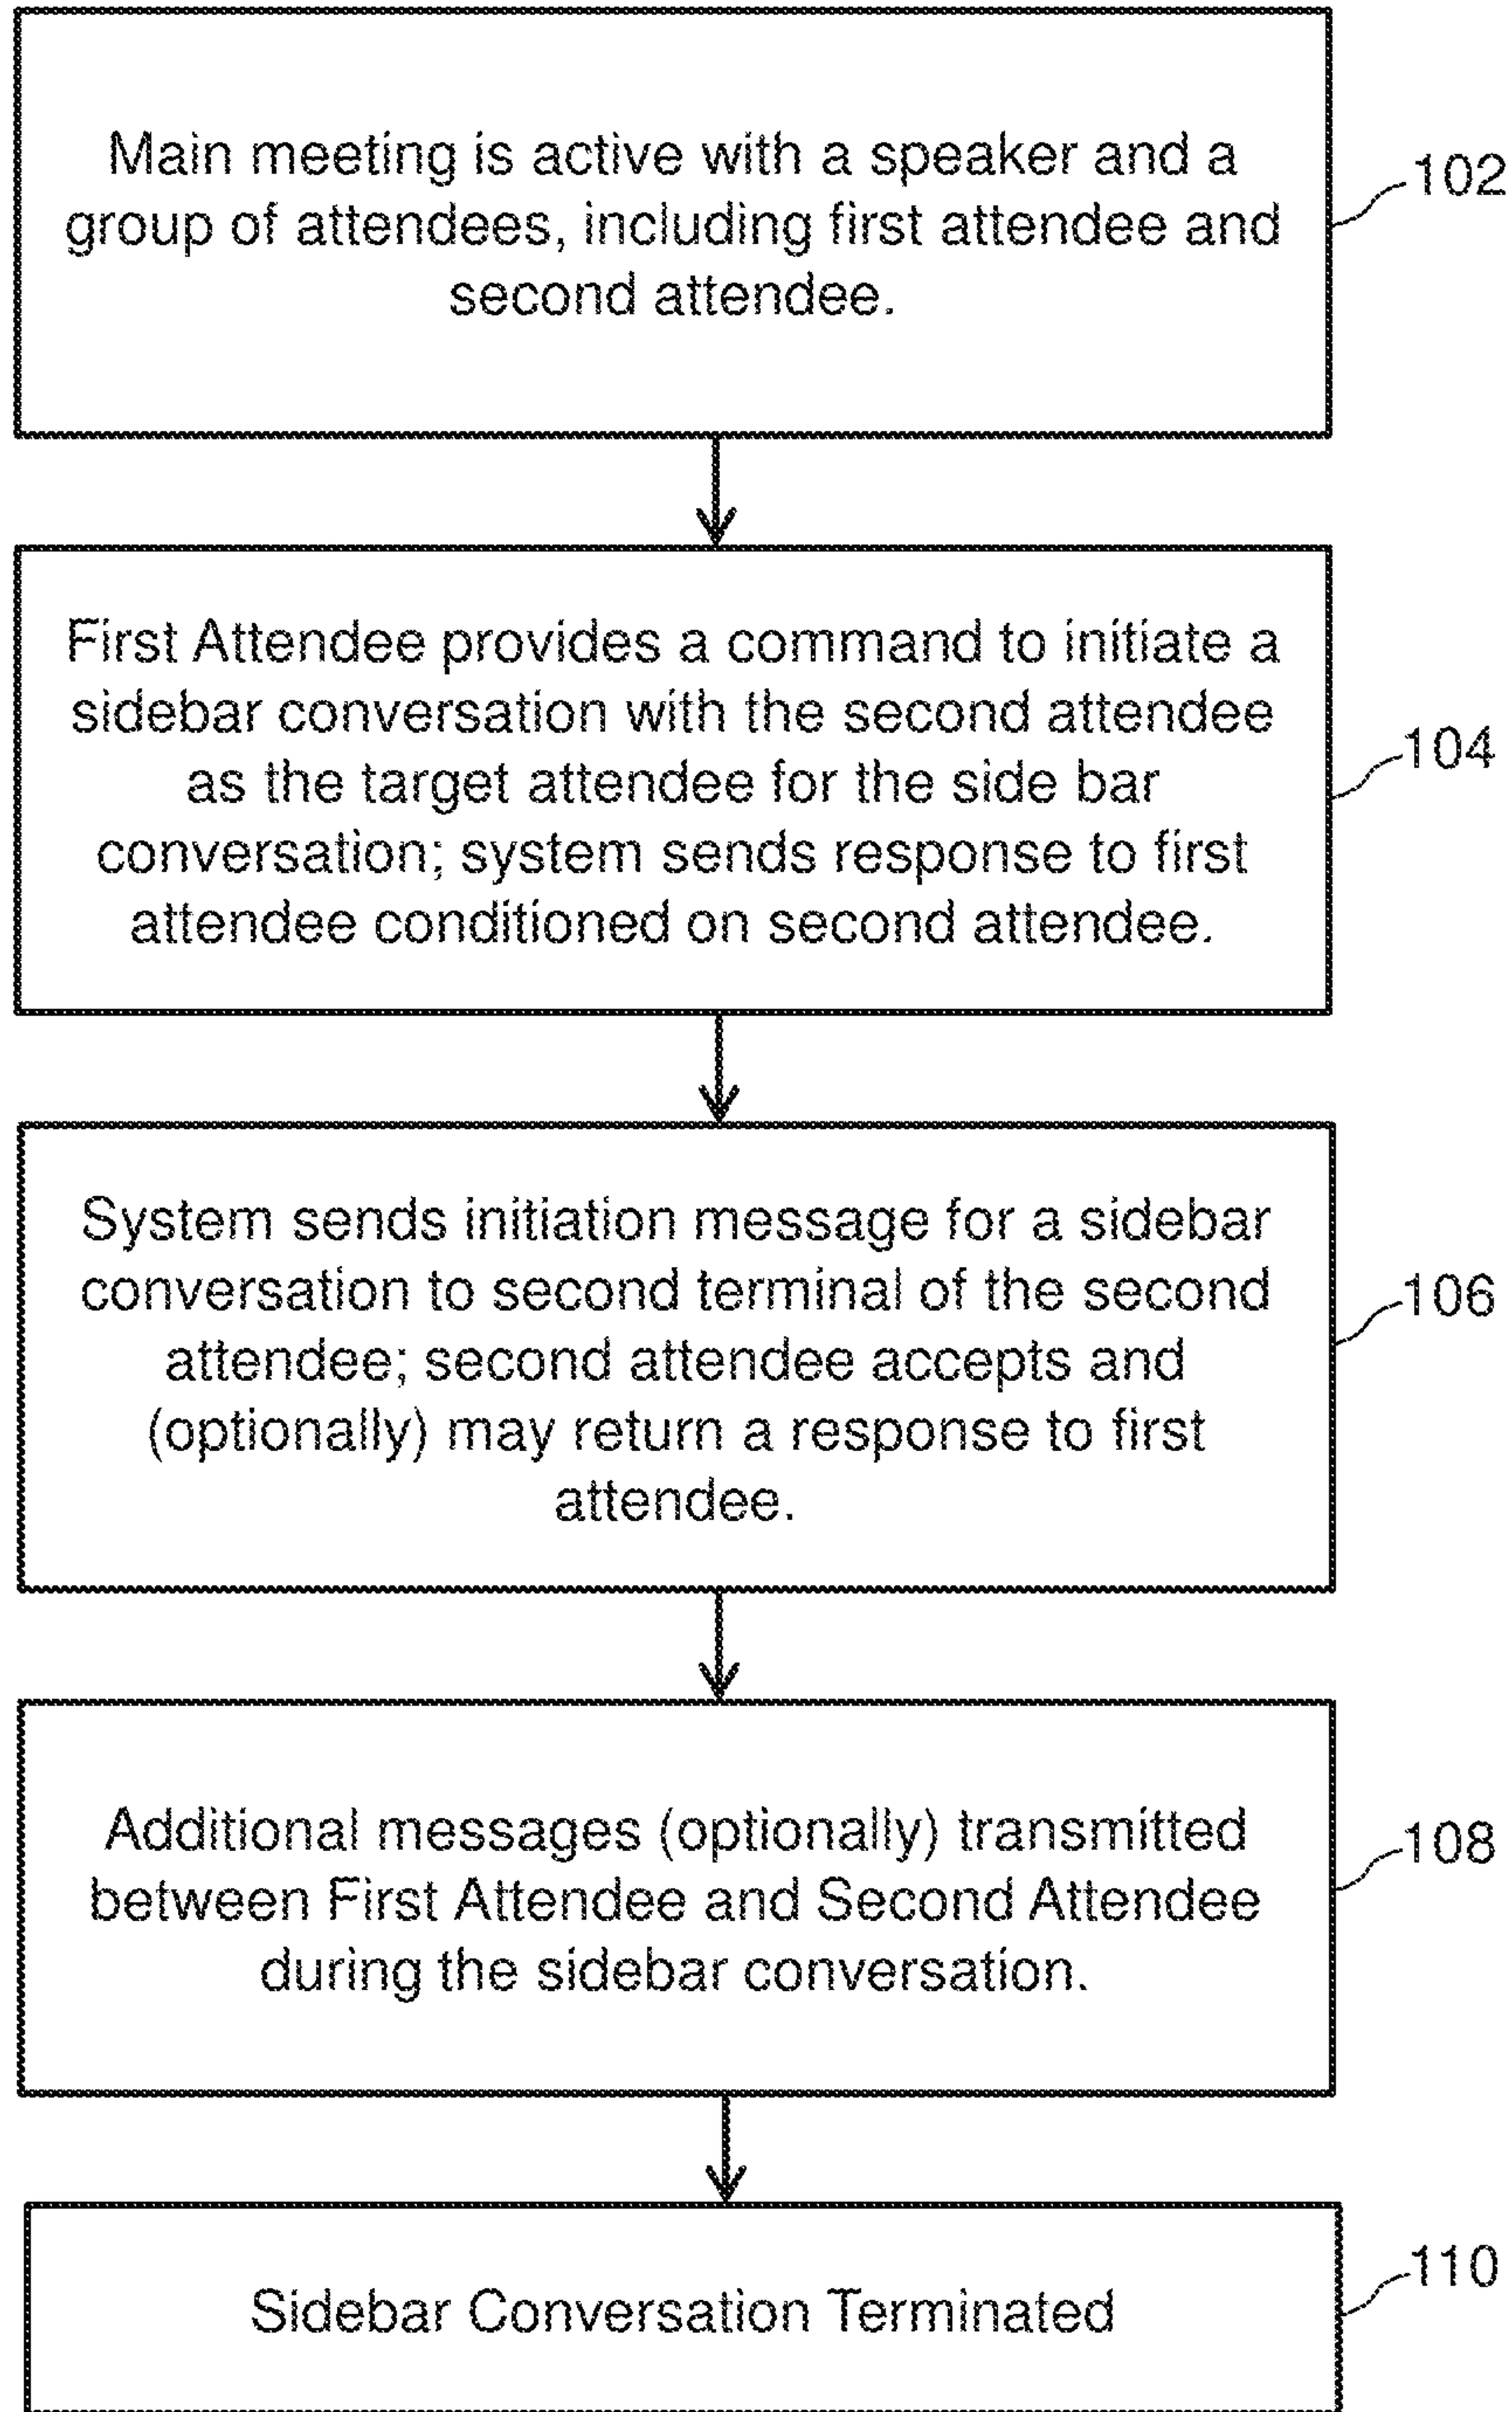 Main meeting is active with a speaker and a
group of attendees, including first attendee and
second attendee.
102
First Attendee provides a command to initiate a
sidebar conversation with the second attendee
as the target attendee for the side bar
conversation; system sends response to first
attendee conditioned on second attendee.
104
System sends initiation message for a sidebar
conversation to second terminal of the second
attendee; second attendee accepts and
(optionally) may return a response to first
attendee.
106
Additional messages (optionally) transmitted
between First Attendee and Second Attendee
during the sidebar conversation.
108
Sidebar Conversation Terminated
110